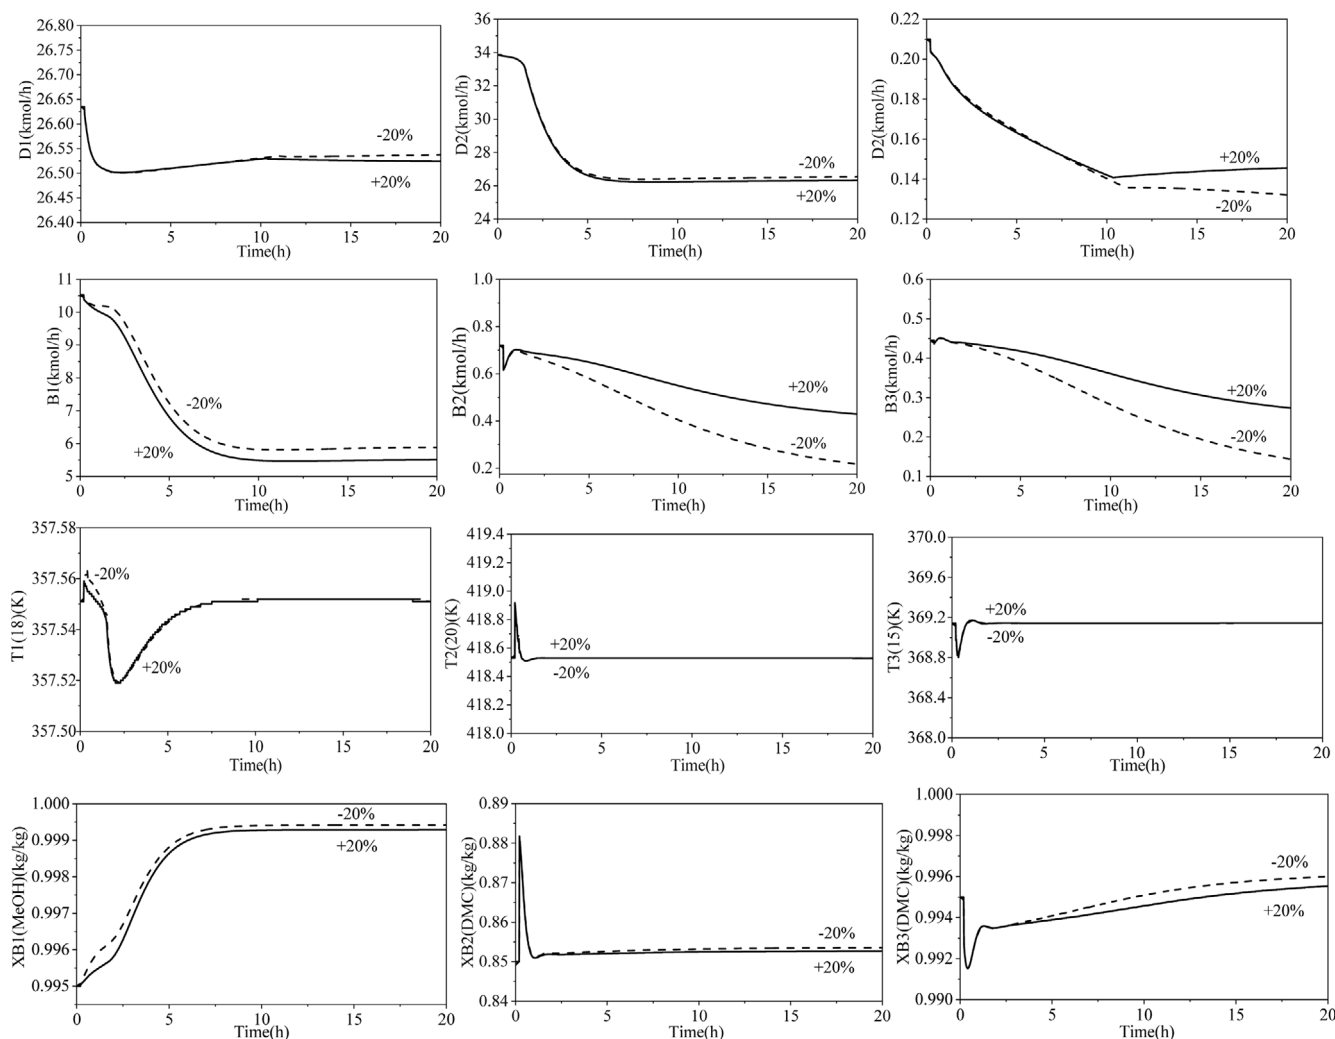 D1(kmol/h)
26.80
26.75
26.70
26.65
26.60
26.55
26.50
26.45
26.40
-20%
+20%
0 5 10 15 20
Time(h)
D2(kmol/h)
36
34
32
30
28
26
24
-20%
+20%
0 5 10 15 20
Time(h)
D2(kmol/h)
0.22
0.20
0.18
0.16
0.14
0.12
+20%
-20%
0 5 10 15 20
Time(h)
B1(kmol/h)
11
10
9
8
7
6
5
-20%
+20%
0 5 10 15 20
Time(h)
B2(kmol/h)
1.0
0.8
0.6
0.4
0.2
+20%
-20%
0 5 10 15 20
Time(h)
B3(kmol/h)
0.6
0.5
0.4
0.3
0.2
0.1
+20%
-20%
0 5 10 15 20
Time(h)
T1(18)(K)
357.58
357.56
357.54
357.52
357.50
-20%
+20%
0 5 10 15 20
Time(h)
T2(20)(K)
419.4
419.2
419.0
418.8
418.6
418.4
418.2
418.0
+20%
-20%
0 5 10 15 20
Time(h)
T3(15)(K)
370.0
369.6
369.2
368.8
368.4
368.0
+20%
-20%
0 5 10 15 20
Time(h)
XB1(MeOH)(kg/kg)
1.000
0.999
0.998
0.997
0.996
0.995
-20%
+20%
0 5 10 15 20
Time(h)
XB2(DMC)(kg/kg)
0.89
0.88
0.87
0.86
0.85
0.84
-20%
+20%
0 5 10 15 20
Time(h)
XB3(DMC)(kg/kg)
1.000
0.998
0.996
0.994
0.992
0.990
-20%
+20%
0 5 10 15 20
Time(h)